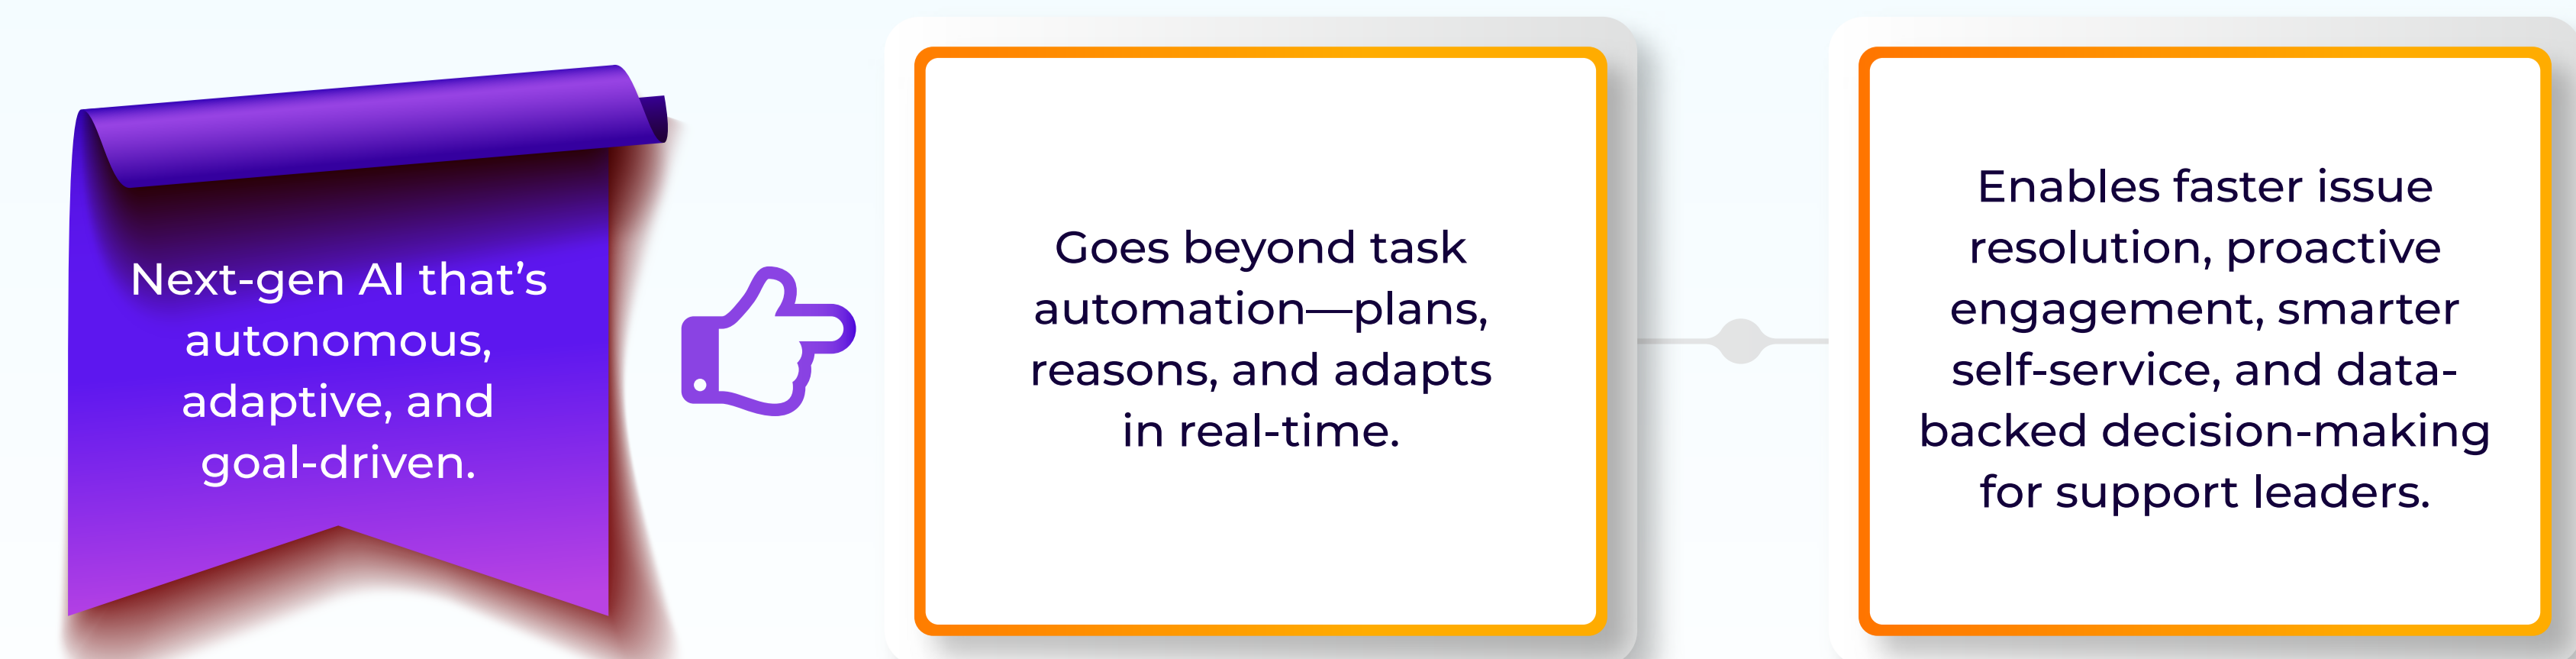 Next-gen AI that’s
autonomous,
adaptive, and
goal-driven.
Goes beyond task
automation—plans,
reasons, and adapts
in real-time.
Enables faster issue
resolution, proactive
engagement, smarter
self-service, and data-
backed decision-making
for support leaders.